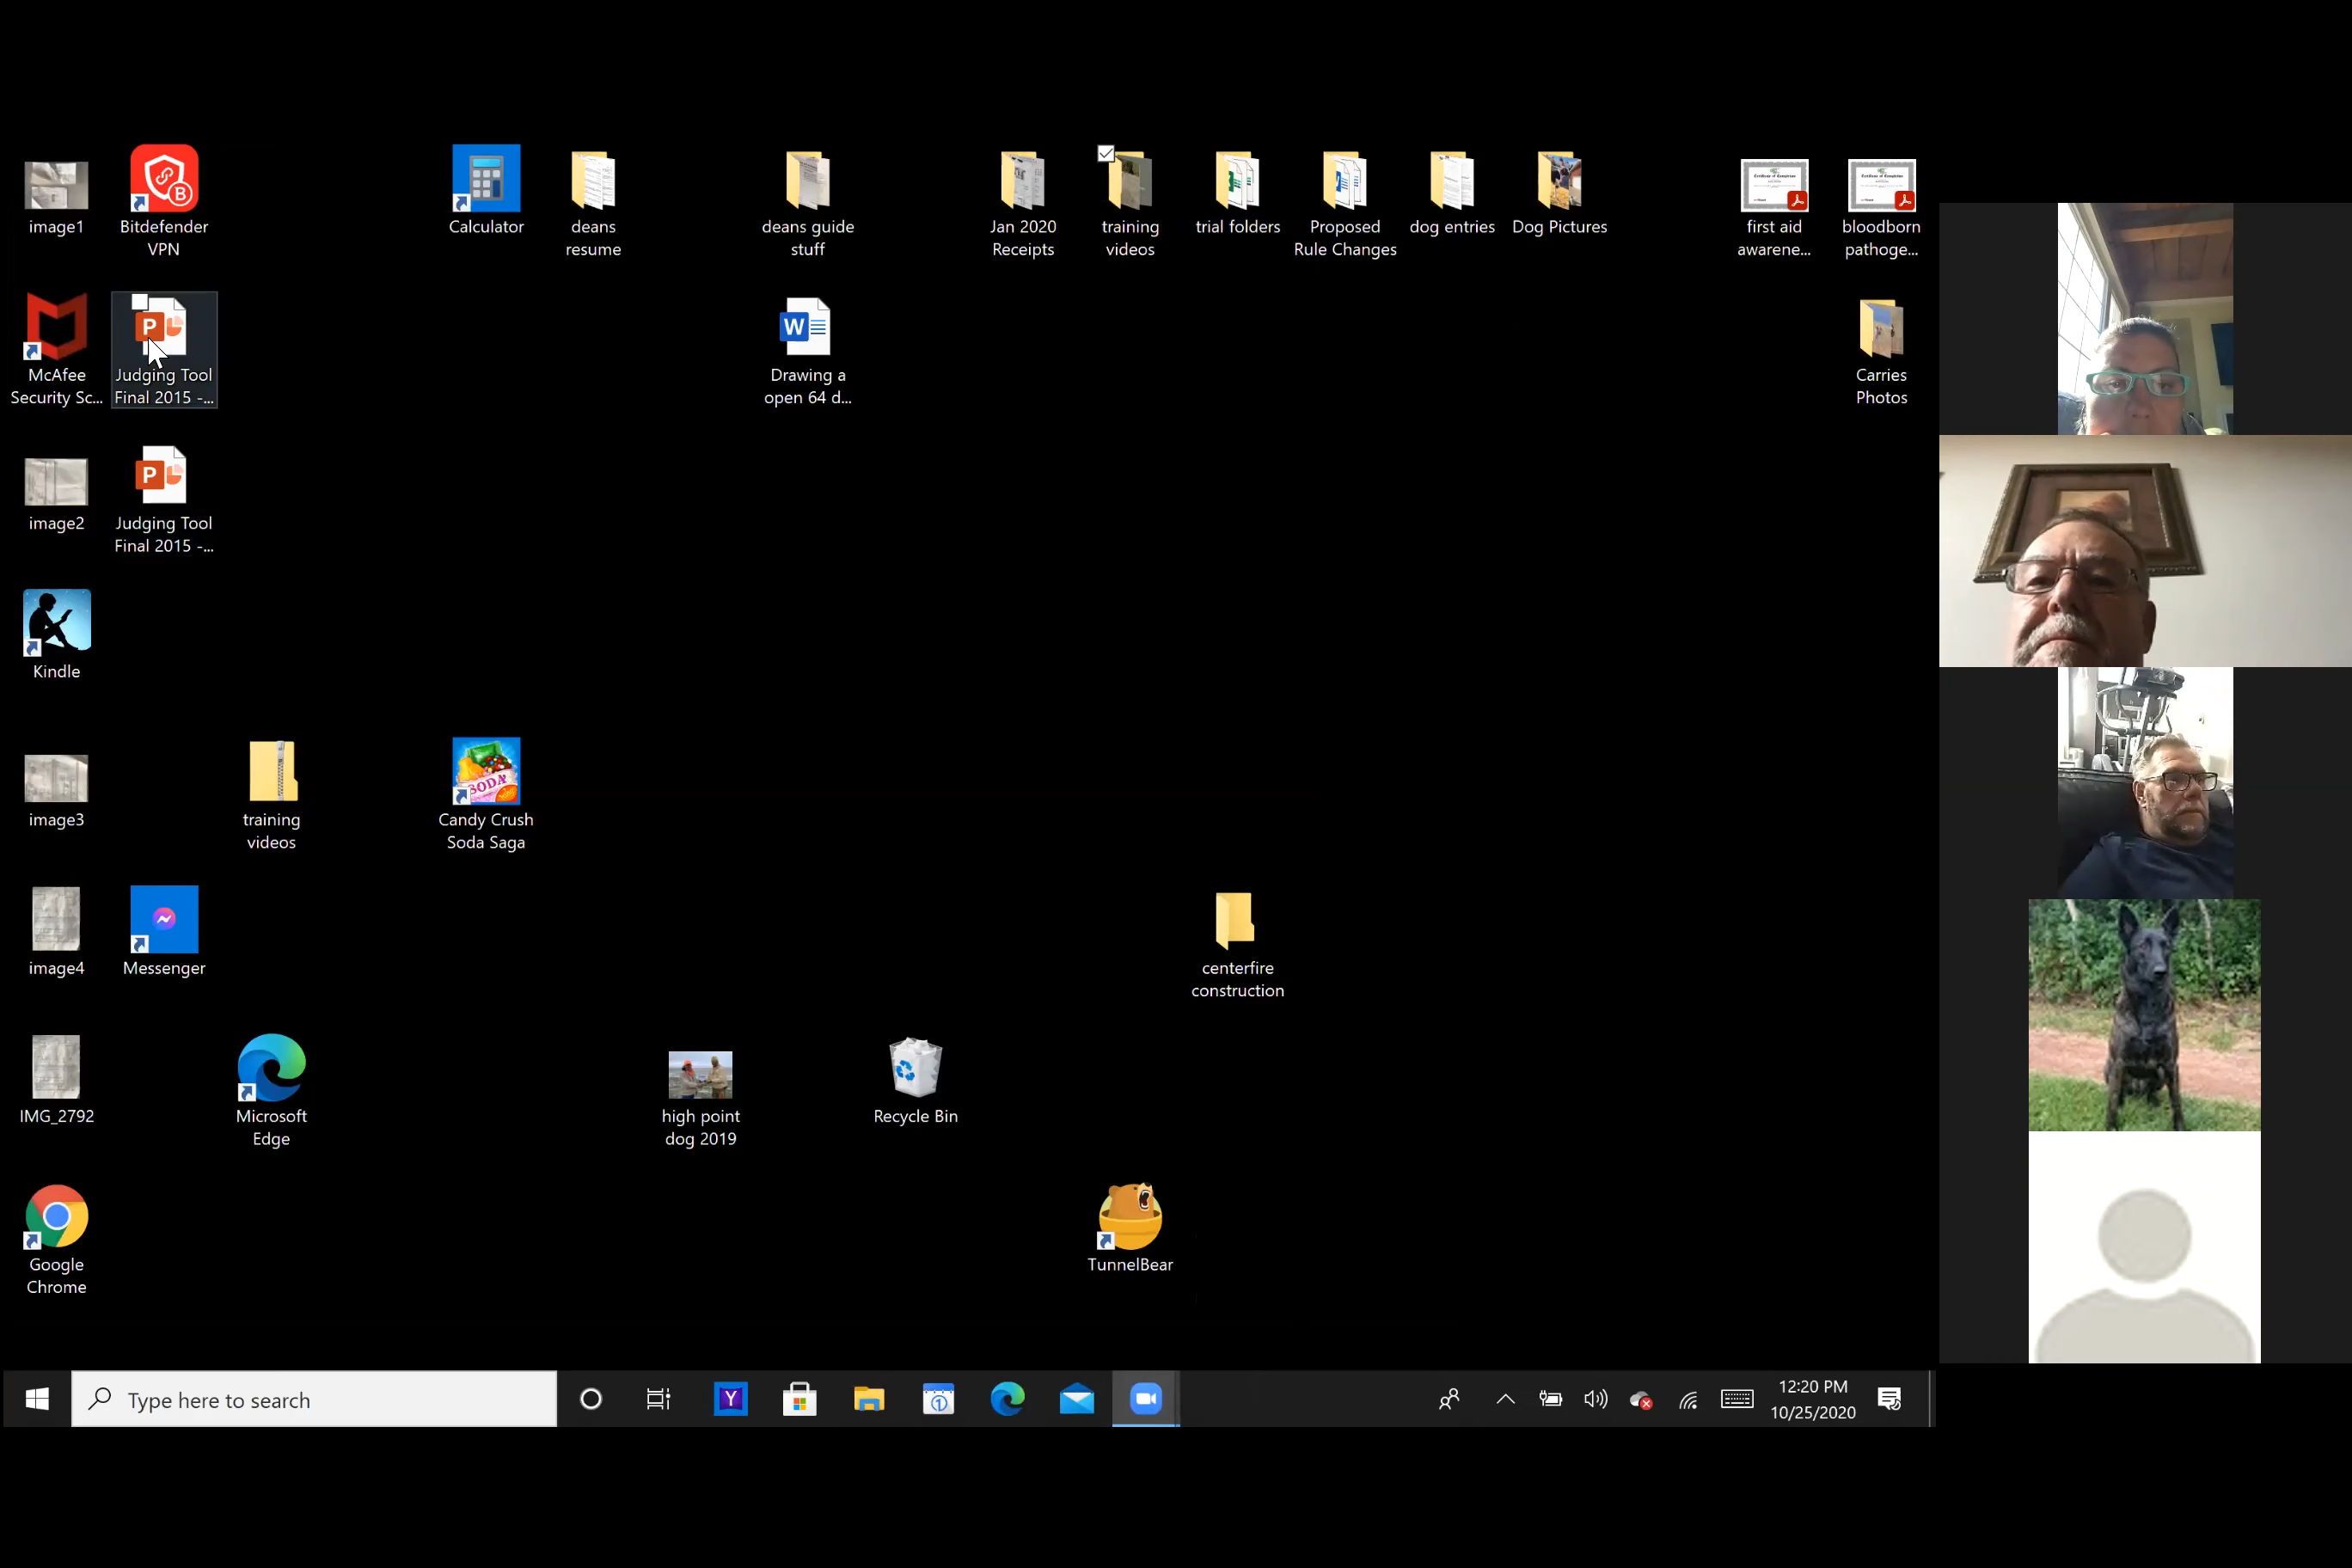 image1
Bitdefender
VPN
Calculator
deans
resume
deans guide
stuff
Jan 2020
Receipts
training
videos
trial folders
Proposed
Rule Changes
dog entries
Dog Pictures
first aid
awarene...
bloodborn
pathoge...
McAfee
Security Sc...
Judging Tool
Final 2015 -...
Drawing a
open 64 d...
Carries
Photos
image2
Judging Tool
Final 2015 -...
Kindle
image3
training
videos
SODA
Candy Crush
Soda Saga
image4
Messenger
centerfire
construction
IMG_2792
Microsoft
Edge
high point
dog 2019
Recycle Bin
Google
Chrome
TunnelBear
Type here to search
12:20 PM
10/25/2020